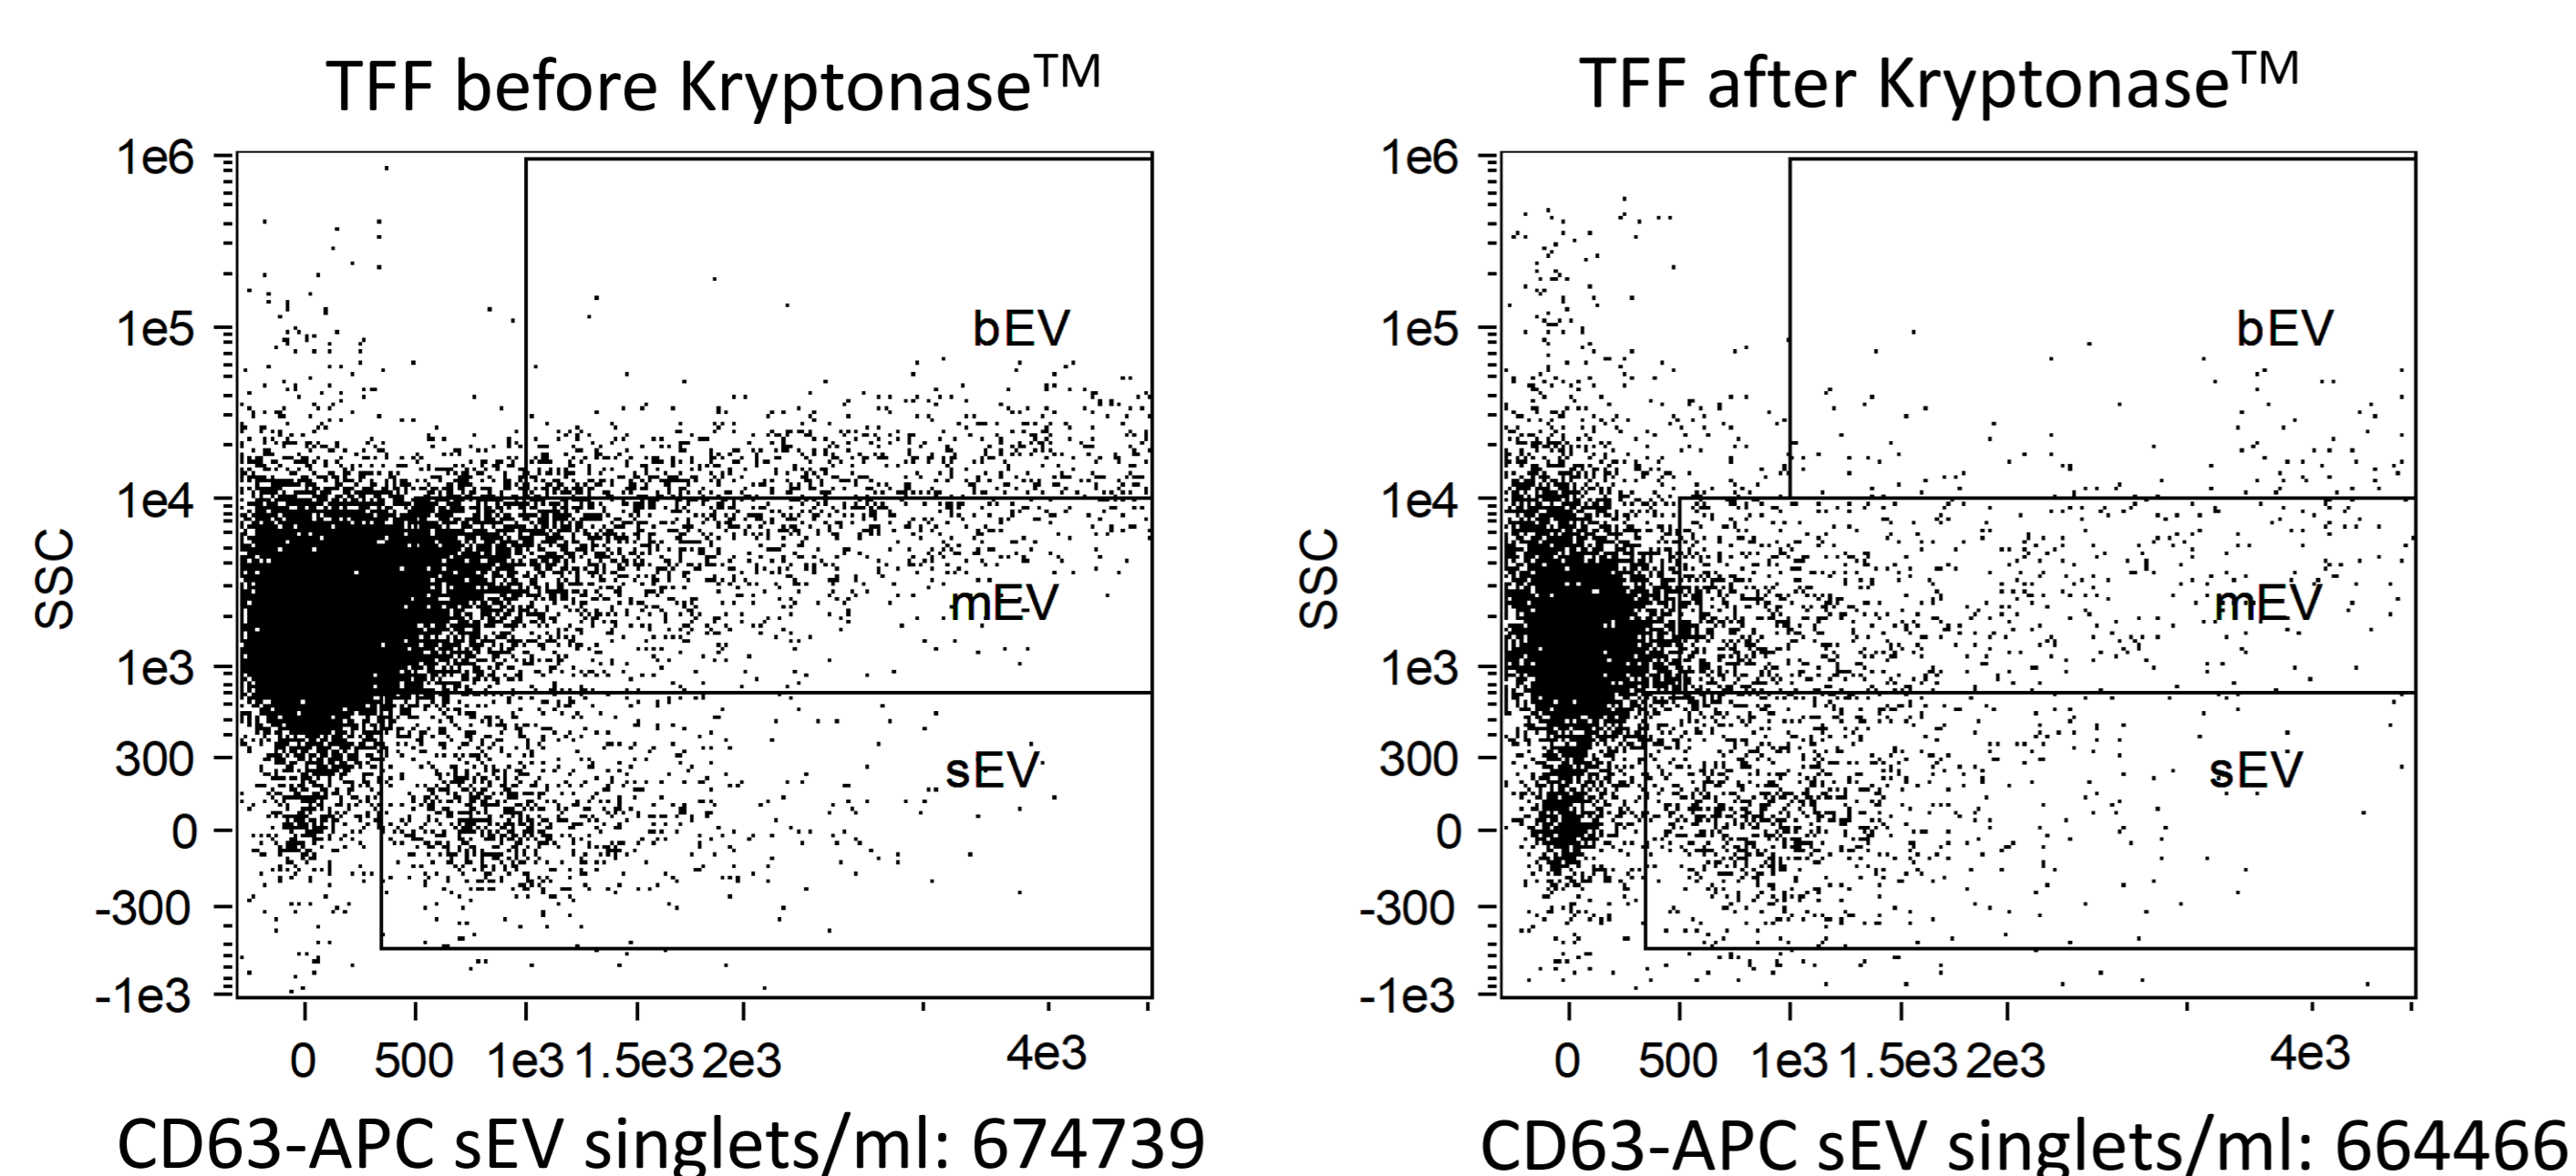 TFF before Kryptonase™
1e6
1e5
1e4
1e3
300
0
-300
-1e3
SSC
bEV
mEV
sEV
0 500 1e3 1.5e3 2e3 4e3
CD63-APC sEV singlets/ml: 674739
TFF after Kryptonase™
1e6
1e5
1e4
1e3
300
0
-300
-1e3
SSC
bEV
mEV
sEV
0 500 1e3 1.5e3 2e3 4e3
CD63-APC sEV singlets/ml: 664466